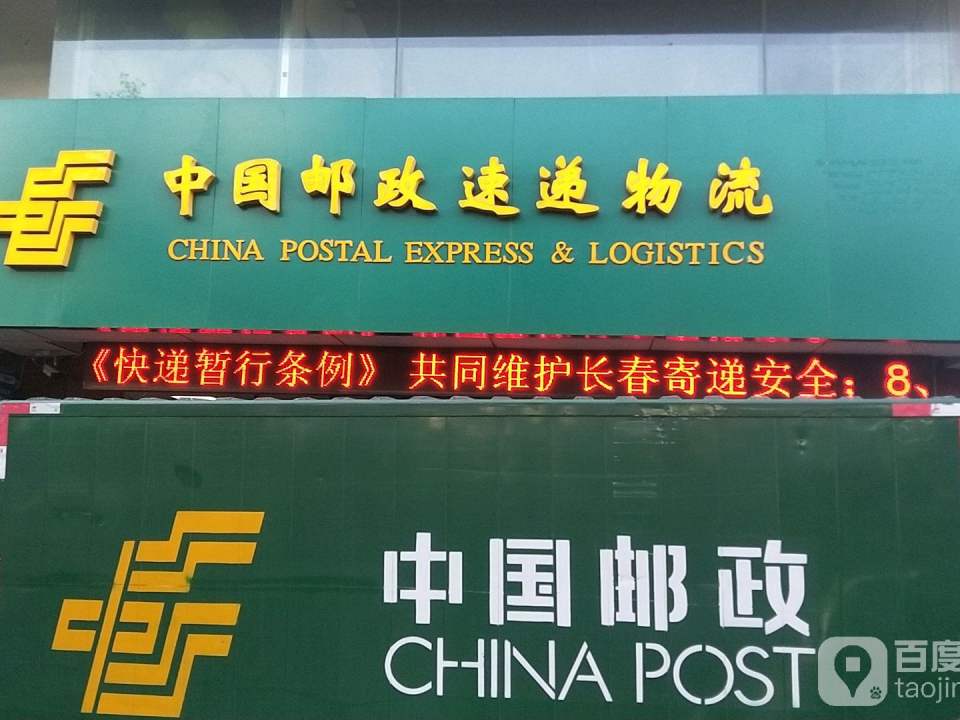 中国邮政速递物流
CHINA POSTAL EXPRESS & LOGISTICS
《快递暂行条例》 共同维护长春寄递安全；8、
中国邮政
CHINA POST
百度
taojin